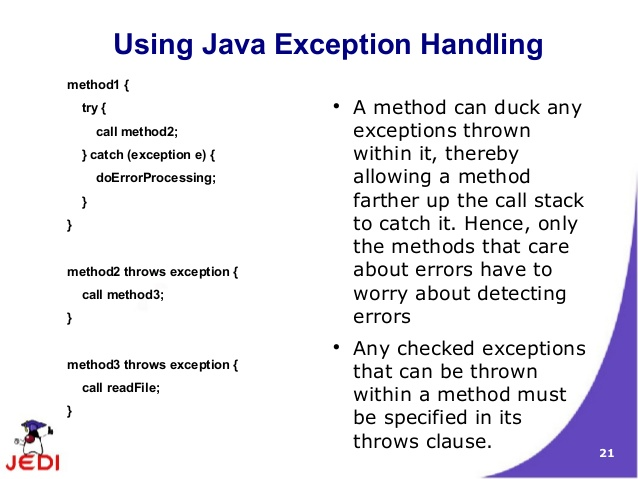 Using Java Exception Handling
method1 {
try {
call method2;
} catch (exception e) {
doErrorProcessing;
}
}
method2 throws exception {
call method3;
}
method3 throws exception {
call readFile;
}
• A method can duck any
exceptions thrown
within it, thereby
allowing a method
farther up the call stack
to catch it. Hence, only
the methods that care
about errors have to
worry about detecting
errors
• Any checked exceptions
that can be thrown
within a method must
be specified in its
throws clause.
JEDI
21